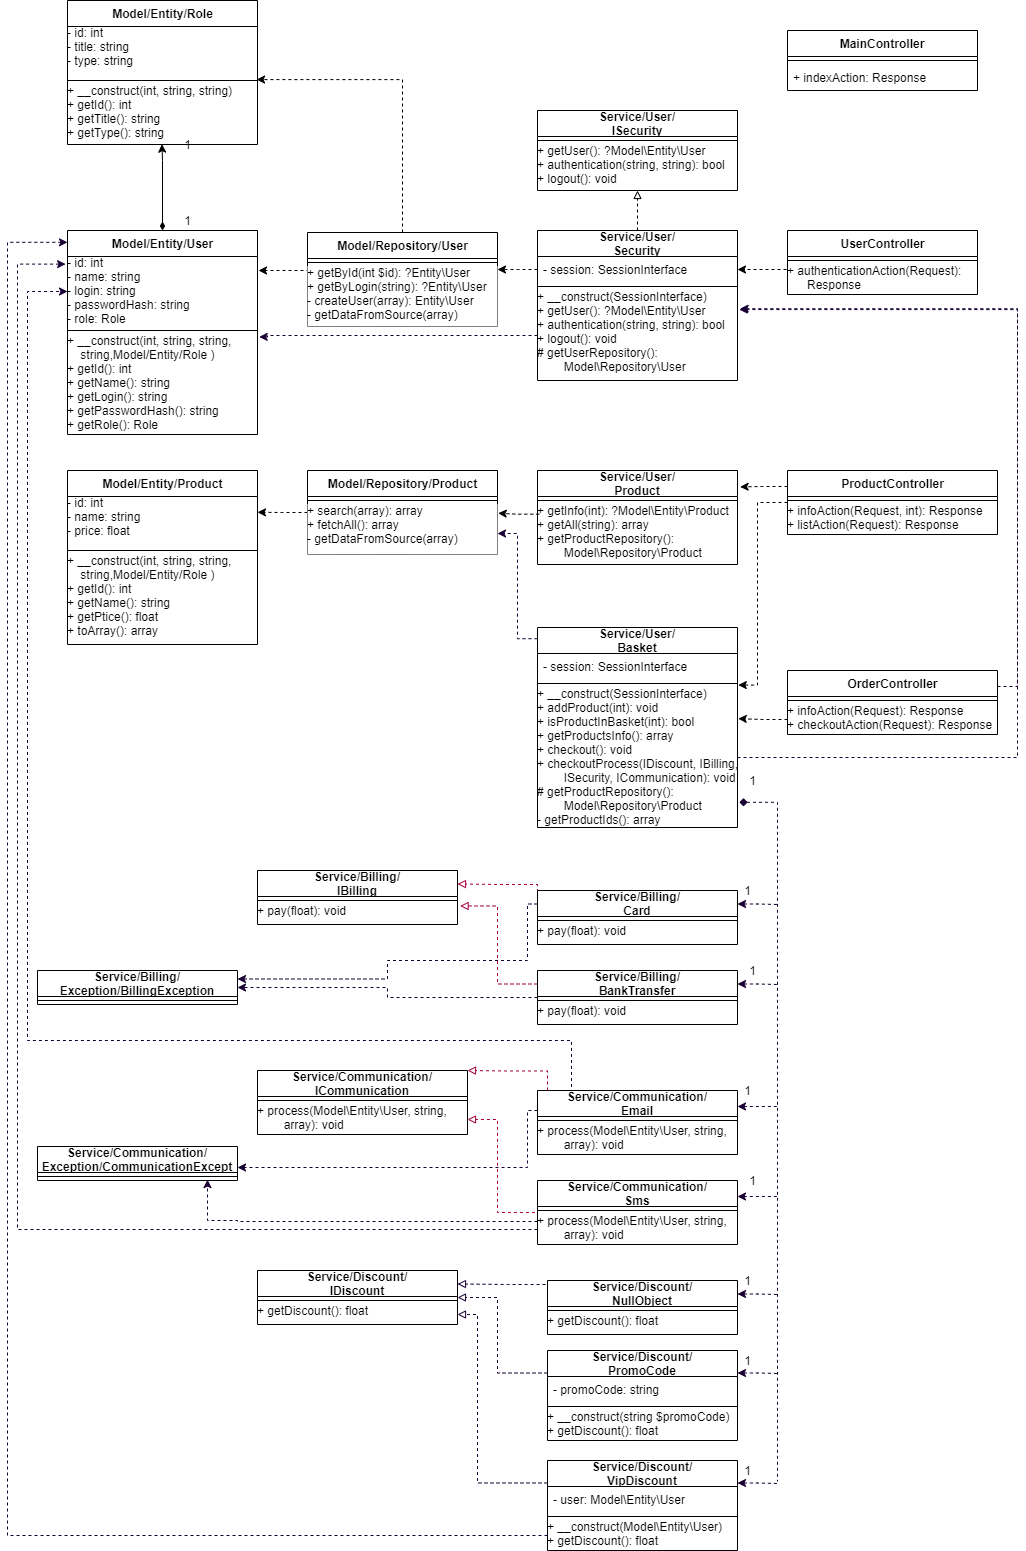 Model/Entity/Role
- id: int
- title: string
- type: string
+ __construct(int, string, string)
+ getId(): int
+ getTitle(): string
+ getType(): string
1
1
MainController
+ indexAction: Response
Service/User/
ISecurity
+ getUser(): ?Model\Entity\User
+ authentication(string, string): bool
+ logout(): void
Model/Entity/User
- id: int
- name: string
- login: string
- passwordHash: string
- role: Role
+ __construct(int, string, string,
string,Model/Entity/Role )
+ getId(): int
+ getName(): string
+ getLogin(): string
+ getPasswordHash(): string
+ getRole(): Role
Model/Repository/User
+ getById(int $id): ?Entity\User
+ getByLogin(string): ?Entity\User
- createUser(array): Entity\User
- getDataFromSource(array)
Service/User/
Security
- session: SessionInterface
+ __construct(SessionInterface)
+ getUser(): ?Model\Entity\User
+ authentication(string, string): bool
+ logout(): void
# getUserRepository():
Model\Repository\User
UserController
+ authenticationAction(Request):
Response
Model/Entity/Product
- id: int
- name: string
- price: float
+ __construct(int, string, string,
string,Model/Entity/Role )
+ getId(): int
+ getName(): string
+ getPtice(): float
+ toArray(): array
Model/Repository/Product
+ search(array): array
+ fetchAll(): array
- getDataFromSource(array)
Service/User/
Product
+ getInfo(int): ?Model\Entity\Product
+ getAll(string): array
+ getProductRepository():
Model\Repository\Product
ProductController
+ infoAction(Request, int): Response
+ listAction(Request): Response
Service/User/
Basket
- session: SessionInterface
+ __construct(SessionInterface)
+ addProduct(int): void
+ isProductInBasket(int): bool
+ getProductsInfo(): array
+ checkout(): void
+ checkoutProcess(IDiscount, IBilling,
ISecurity, ICommunication): void
# getProductRepository():
Model\Repository\Product
- getProductIds(): array
OrderController
+ infoAction(Request): Response
+ checkoutAction(Request): Response
1
Service/Billing/
IBilling
+ pay(float): void
Service/Billing/
Card
+ pay(float): void
1
Service/Billing/
Exception/BillingException
Service/Billing/
BankTransfer
+ pay(float): void
1
Service/Communication/
ICommunication
+ process(Model\Entity\User, string,
array): void
Service/Communication/
Email
+ process(Model\Entity\User, string,
array): void
1
Service/Communication/
Exception/CommunicationExcept
Service/Communication/
Sms
+ process(Model\Entity\User, string,
array): void
1
Service/Discount/
IDiscount
+ getDiscount(): float
Service/Discount/
NullObject
+ getDiscount(): float
1
Service/Discount/
PromoCode
- promoCode: string
+ __construct(string $promoCode)
+ getDiscount(): float
1
Service/Discount/
VipDiscount
- user: Model\Entity\User
+ __construct(Model\Entity\User)
+ getDiscount(): float
1